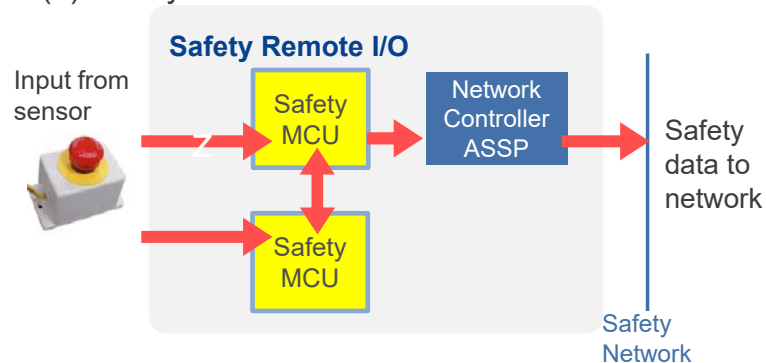 Safety Remote I/O
Input from
sensor
Safety
MCU
Network
Controller
ASSP
Z
Safety
data to
network
Safety
MCU
Safety
Network